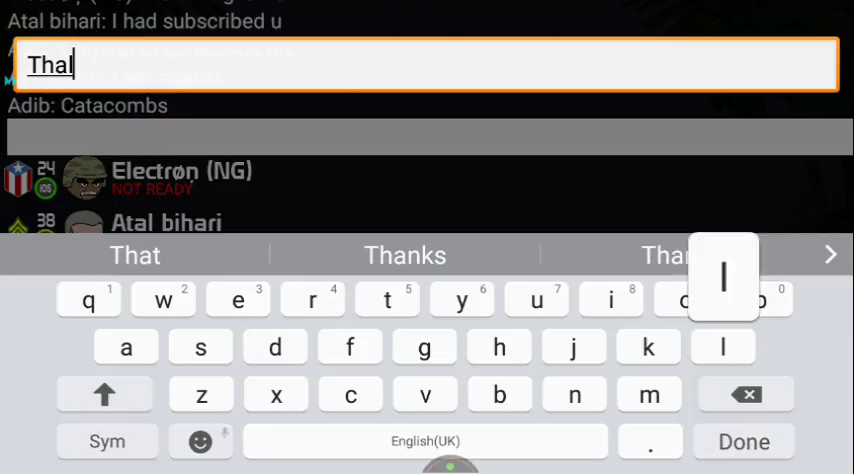 Atal bihari: I had subscribed u
Thal
Adib: Catacombs
24 iOS Electrøn (NG)
NOT READY
38 Atal bihari
That Thanks
l
q 1 w 2 e 3 r 4 t 5 y 6 u 7 i 8 o p 0
a s d f g h j k l
z x c v b n m
Sym English(UK) . Done